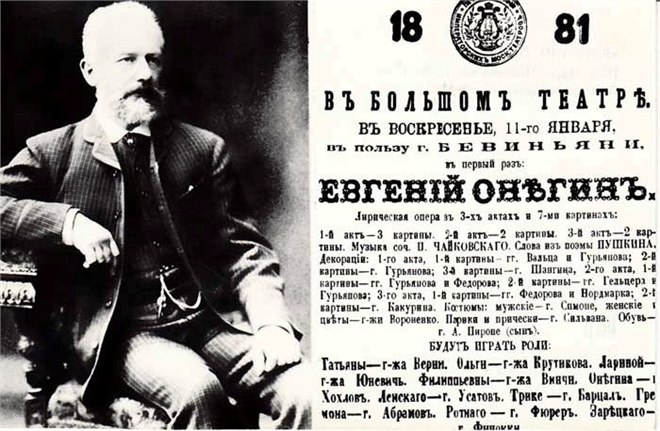 18 81
ВЪ БОЛЬШОМЪ ТЕАТРѢ.
ВЪ ВОСКРЕСЕНЬЕ, 11-го ЯНВАРЯ,
въ пользу г. БЕВИНЬЯНИ,
въ первый разъ:
ЕВГЕНІЙ ОНѢГИНЪ.
Лирическая опера въ 3-хъ актахъ и 7-ми картинахъ:
1-й актъ—3 картины. 2-й актъ—2 картины. 3-й актъ—2 кар-
тины. Музыка соч. П. ЧАЙКОВСКАГО. Слова изъ поэмы ПУШКИНА.
Декорацiи: 1-го акта, 1-й картины—гг. Вальца и Гурьянова; 2-й
картины—г. Гурьянова; 3-й картины—г. Шангина, 2-го акта, 1-й
картины—гг. Гурьянова и Федорова; 2-й картины—гг. Гельцера и
Гурьянова; 3-го акта, 1-й картины—гг. Федорова и Нордмарка; 2-й
картины—г. Какурина. Костюмы: мужскіе—г. Симоне, женскіе и
цвѣты—г-жи Вороненко. Парики и прически—г. Сильвана. Обувь—
г. А. Пироне (сынъ).
БУДУТЪ ИГРАТЬ РОЛИ:
Татьяны—г-жа Верни. Ольги—г-жа Крутикова. Лариной—
г-жа Юневичъ. Филиппьевны—г-жа Винчи. Онѣгина—г
Хохловъ. Ленскаго—г. Усатовъ. Трике—г. Барцалъ. Гре
мина—г. Абрамовъ. Ротнаго—г. Фюреръ. Зарѣцкаго—
г. Финокки